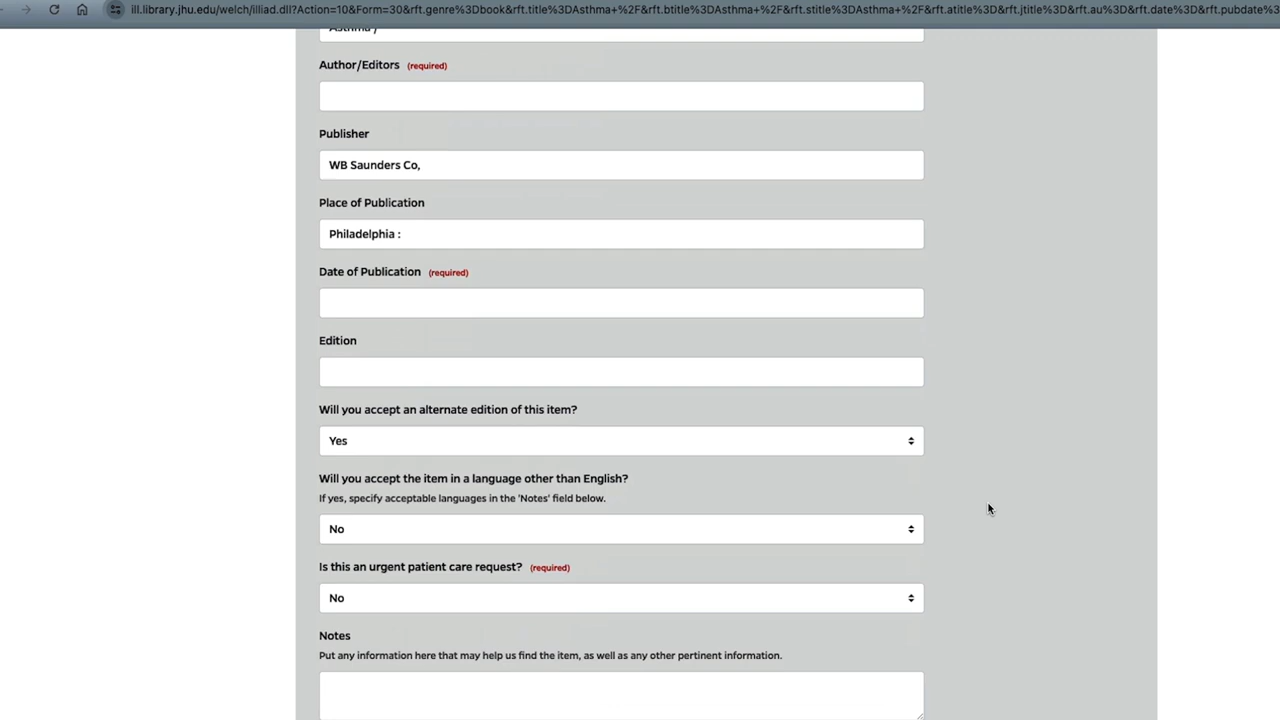 ill.library.jhu.edu/welch/illiad.dll?Action=10&Form=30&rft.genre%3Dbook&rft.title%3DAsthma+%2F&rft.btitle%3DAsthma+%2F&rft.stitle%3DAsthma+%2F&rft.atitle%3D&rft.jtitle%3D&rft.au%3D&rft.date%3D&rft.pubdate%3
Asthma /
Author/Editors (required)
Publisher
WB Saunders Co,
Place of Publication
Philadelphia :
Date of Publication (required)
Edition
Will you accept an alternate edition of this item?
Yes
Will you accept the item in a language other than English?
If yes, specify acceptable languages in the 'Notes' field below.
No
Is this an urgent patient care request? (required)
No
Notes
Put any information here that may help us find the item, as well as any other pertinent information.